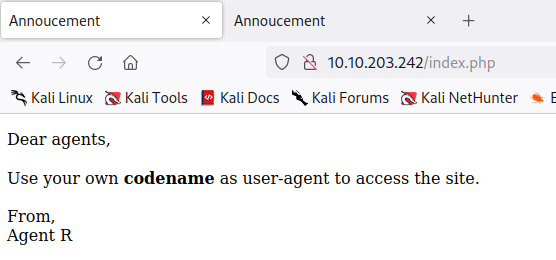 Annoucement
Annoucement
10.10.203.242/index.php
Kali Linux Kali Tools Kali Docs Kali Forums Kali NetHunter E
Dear agents,
Use your own codename as user-agent to access the site.
From,
Agent R